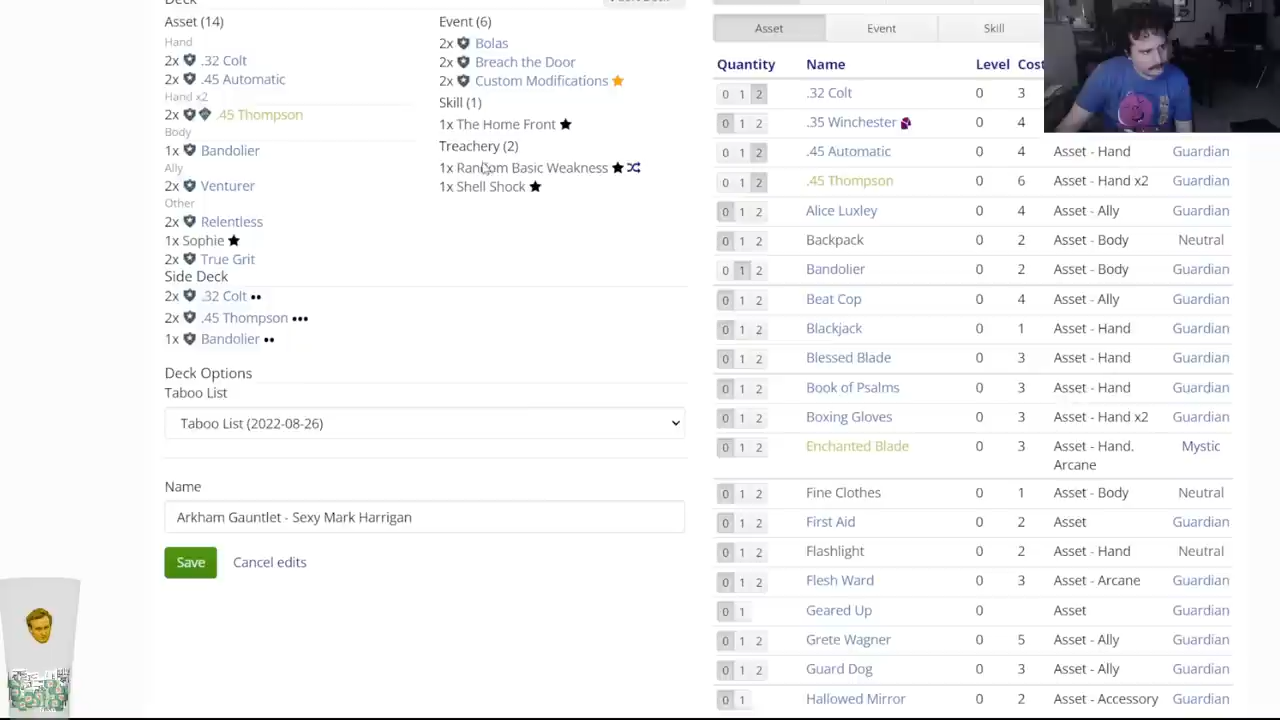 Deck
Asset (14)
Hand
2x .32 Colt
2x .45 Automatic
Hand x2
2x .45 Thompson
Body
1x Bandolier
Ally
2x Venturer
Other
2x Relentless
1x Sophie
2x True Grit
Side Deck
2x .32 Colt
2x .45 Thompson
1x Bandolier
Event (6)
2x Bolas
2x Breach the Door
2x Custom Modifications
Skill (1)
1x The Home Front
Treachery (2)
1x Random Basic Weakness
1x Shell Shock
Deck Options
Taboo List
Taboo List (2022-08-26)
Name
Arkham Gauntlet - Sexy Mark Harrigan
Save Cancel edits
Asset Event Skill
Quantity Name Level Cost
0 1 2 .32 Colt 0 3
0 1 2 .35 Winchester 0 4
0 1 2 .45 Automatic 0 4 Asset - Hand Guardian
0 1 2 .45 Thompson 0 6 Asset - Hand x2 Guardian
0 1 2 Alice Luxley 0 4 Asset - Ally Guardian
0 1 2 Backpack 0 2 Asset - Body Neutral
0 1 2 Bandolier 0 2 Asset - Body Guardian
0 1 2 Beat Cop 0 4 Asset - Ally Guardian
0 1 2 Blackjack 0 1 Asset - Hand Guardian
0 1 2 Blessed Blade 0 3 Asset - Hand Guardian
0 1 2 Book of Psalms 0 3 Asset - Hand Guardian
0 1 2 Boxing Gloves 0 3 Asset - Hand x2 Guardian
0 1 2 Enchanted Blade 0 3 Asset - Hand. Mystic
Arcane
0 1 2 Fine Clothes 0 1 Asset - Body Neutral
0 1 2 First Aid 0 2 Asset Guardian
0 1 2 Flashlight 0 2 Asset - Hand Neutral
0 1 2 Flesh Ward 0 3 Asset - Arcane Guardian
0 1 Geared Up 0 Asset Guardian
0 1 2 Grete Wagner 0 5 Asset - Ally Guardian
0 1 2 Guard Dog 0 3 Asset - Ally Guardian
0 1 Hallowed Mirror 0 2 Asset - Accessory Guardian